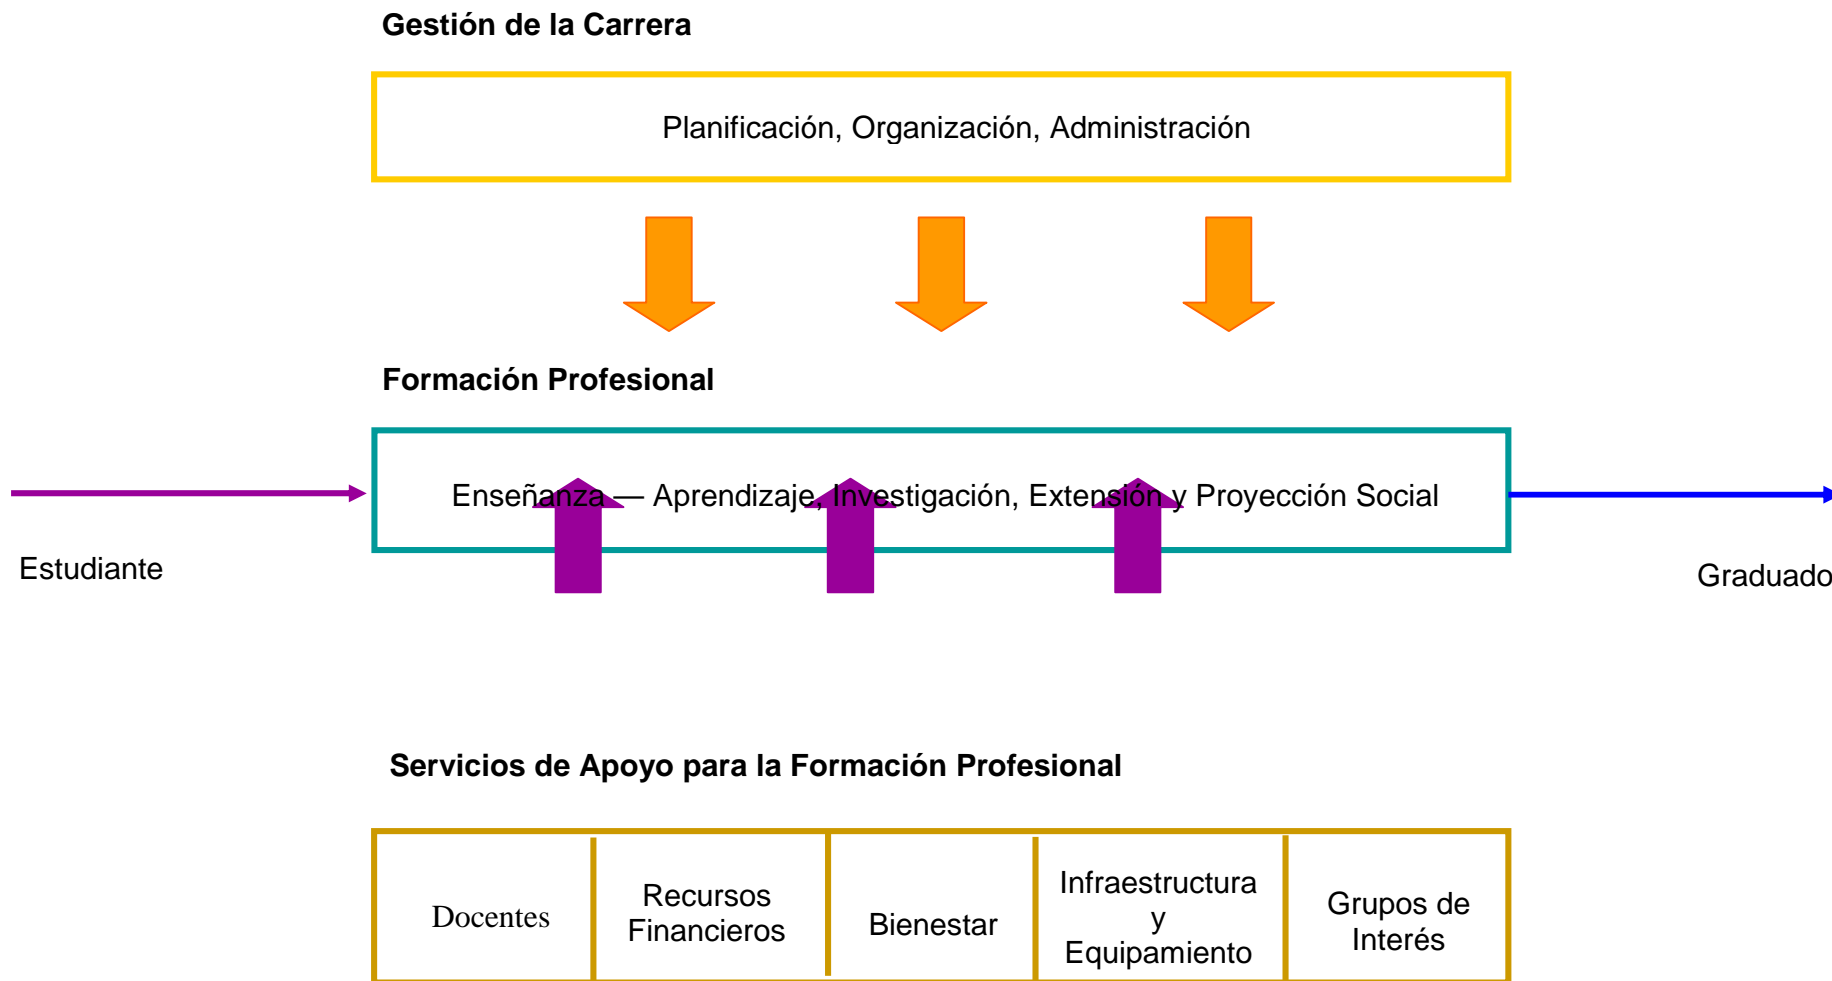 Gestión de la Carrera
Planificación, Organización, Administración
Formación Profesional
Enseñanza — Aprendizaje, Investigación, Extensión y Proyección Social
Estudiante
Graduado
Servicios de Apoyo para la Formación Profesional
Docentes
Recursos
Financieros
Bienestar
Infraestructura
y
Equipamiento
Grupos de
Interés